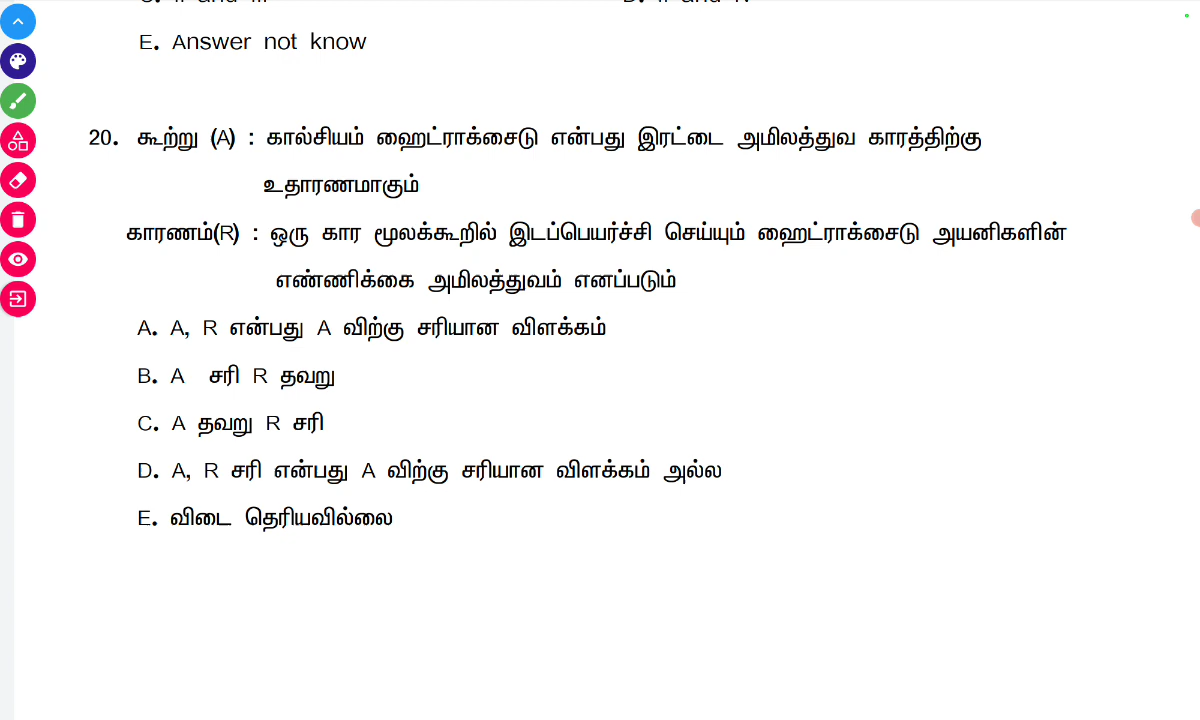 E. Answer not know
20. கூற்று (A) : கால்சியம் ஹைட்ராக்சைடு என்பது இரட்டை அமிலத்துவ காரத்திற்கு
உதாரணமாகும்
காரணம்(R) : ஒரு கார மூலக்கூறில் இடப்பெயர்ச்சி செய்யும் ஹைட்ராக்சைடு அயனிகளின்
எண்ணிக்கை அமிலத்துவம் எனப்படும்
A. A, R என்பது A விற்கு சரியான விளக்கம்
B. A சரி R தவறு
C. A தவறு R சரி
D. A, R சரி என்பது A விற்கு சரியான விளக்கம் அல்ல
E. விடை தெரியவில்லை